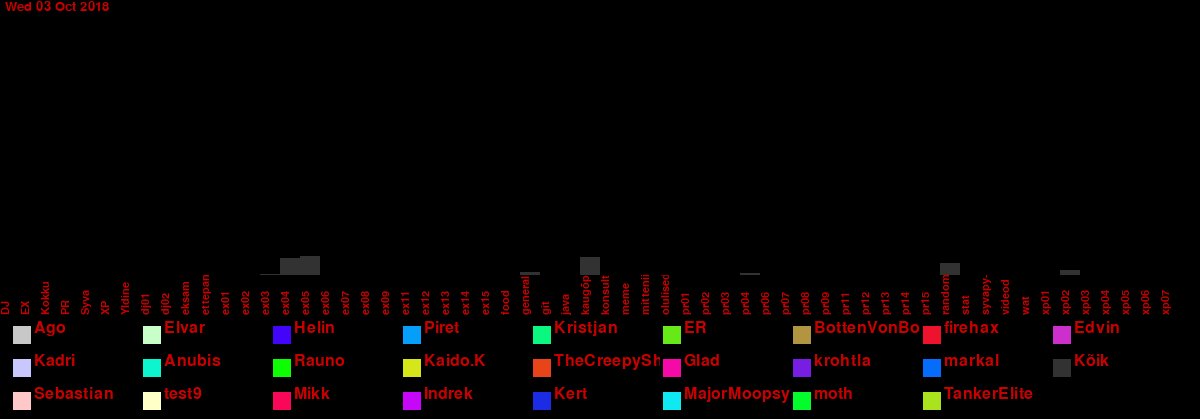 Wed 03 Oct 2018
DJ
EX
Kokku
PR
Syva
XP
Yldine
dj01
dj02
eksam
ettepan
ex01
ex02
ex03
ex04
ex05
ex06
ex07
ex08
ex09
ex11
ex12
ex13
ex14
ex15
food
general
git
java
kaugõp
konsult
meme
mittenii
olulised
pr01
pr02
pr03
pr04
pr06
pr07
pr08
pr09
pr11
pr12
pr13
pr14
pr15
random
stat
syvapy-
videod
wat
xp01
xp02
xp03
xp04
xp05
xp06
xp07
Ago Elvar Helin Piret Kristjan ER BottenVonBo firehax Edvin
Kadri Anubis Rauno Kaido.K TheCreepySh Glad krohtla markal Kõik
Sebastian test9 Mikk Indrek Kert MajorMoopsy moth TankerElite